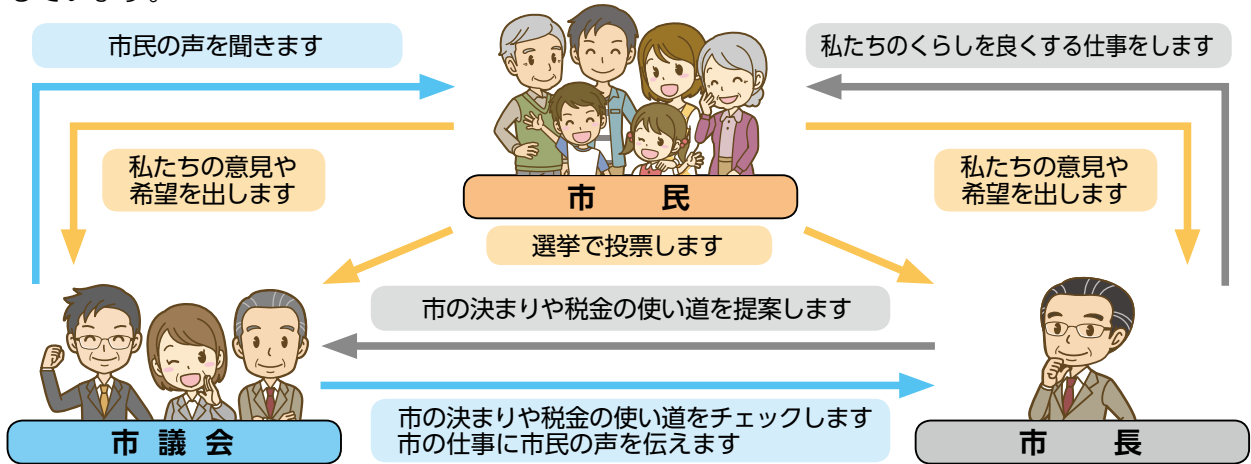 しています。
市民の声を聞きます
私たちのくらしを良くする仕事をします
私たちの意見や
希望を出します
私たちの意見や
希望を出します
市　民
選挙で投票します
市の決まりや税金の使い道を提案します
市の決まりや税金の使い道をチェックします
市の仕事に市民の声を伝えます
市議会
市　長